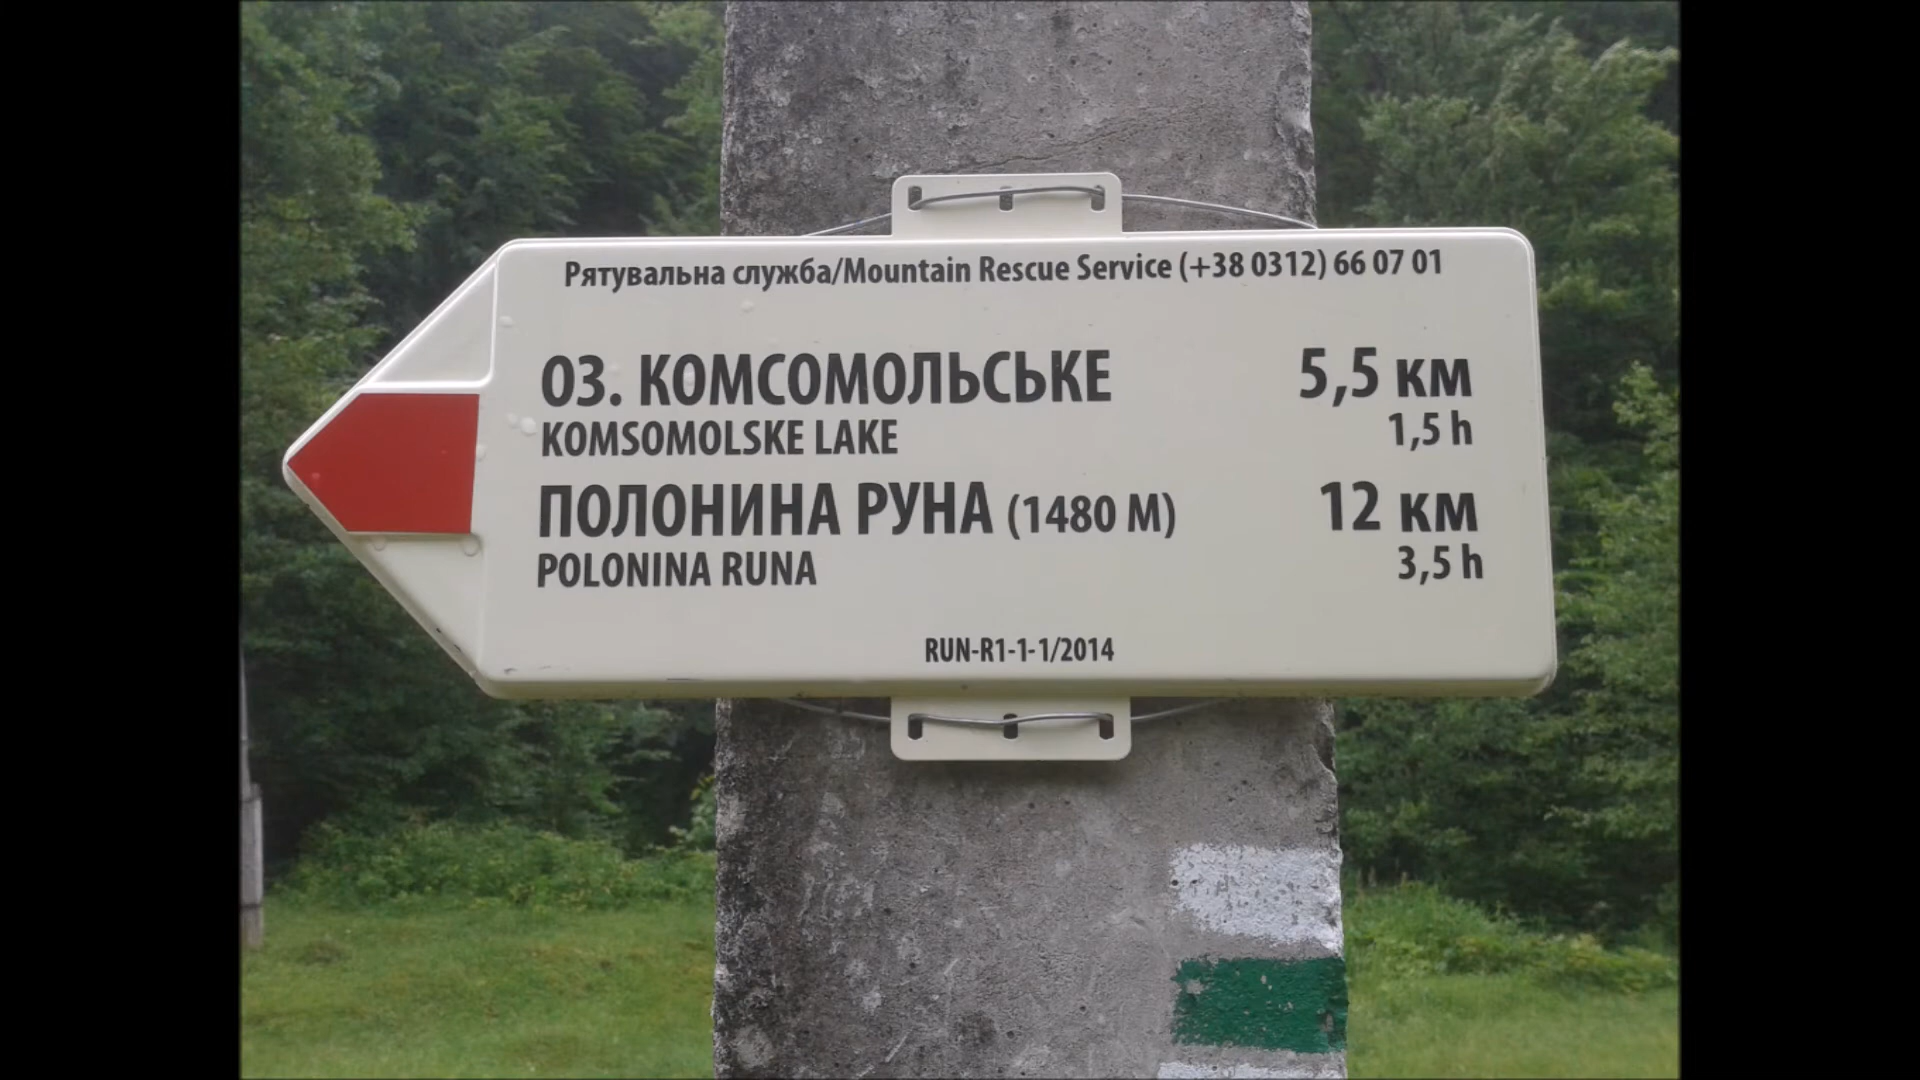 Рятувальна служба/Mountain Rescue Service (+38 0312) 66 07 01
ОЗ. КОМСОМОЛЬСЬКЕ 5,5 км
KOMSOMOLSKE LAKE 1,5 h
ПОЛОНИНА РУНА (1480 М) 12 км
POLONINA RUNA 3,5 h
RUN-R1-1-1/2014